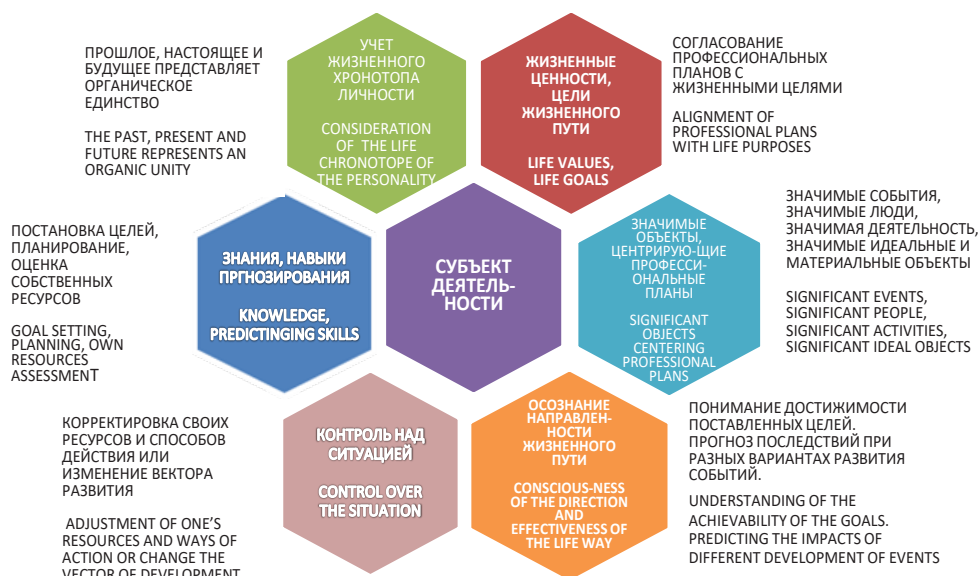 ПРОШЛОЕ, НАСТОЯЩЕЕ И
БУДУЩЕЕ ПРЕДСТАВЛЯЕТ
ОРГАНИЧЕСКОЕ
ЕДИНСТВО
THE PAST, PRESENT AND
FUTURE REPRESENTS AN
ORGANIC UNITY
УЧЕТ
ЖИЗНЕННОГО
ХРОНОТОПА
ЛИЧНОСТИ
CONSIDERATION
OF THE LIFE
CHRONOTOPE OF
THE PERSONALITY
ЖИЗНЕННЫЕ
ЦЕННОСТИ,
ЦЕЛИ
ЖИЗНЕННОГО
ПУТИ
LIFE VALUES,
LIFE GOALS
СОГЛАСОВАНИЕ
ПРОФЕССИОНАЛЬНЫХ
ПЛАНОВ С
ЖИЗНЕННЫМИ ЦЕЛЯМИ
ALIGNMENT OF
PROFESSIONAL PLANS
WITH LIFE PURPOSES
ПОСТАНОВКА ЦЕЛЕЙ,
ПЛАНИРОВАНИЕ,
ОЦЕНКА
СОБСТВЕННЫХ
РЕСУРСОВ
GOAL SETTING,
PLANNING, OWN
RESOURCES
ASSESSMENT
ЗНАНИЯ, НАВЫКИ
ПРГНОЗИРОВАНИЯ
KNOWLEDGE,
PREDICTINGING SKILLS
СУБЪЕКТ
ДЕЯТЕЛЬ-
НОСТИ
ЗНАЧИМЫЕ
ОБЪЕКТЫ,
ЦЕНТРИРУЮ-ЩИЕ
ПРОФЕССИ-
ОНАЛЬНЫЕ
ПЛАНЫ
SIGNIFICANT
OBJECTS
CENTERING
PROFESSIONAL
PLANS
ЗНАЧИМЫЕ СОБЫТИЯ,
ЗНАЧИМЫЕ ЛЮДИ,
ЗНАЧИМАЯ ДЕЯТЕЛЬНОСТЬ,
ЗНАЧИМЫЕ ИДЕАЛЬНЫЕ И
МАТЕРИАЛЬНЫЕ ОБЪЕКТЫ
SIGNIFICANT EVENTS,
SIGNIFICANT PEOPLE,
SIGNIFICANT ACTIVITIES,
SIGNIFICANT IDEAL OBJECTS
КОРРЕКТИРОВКА СВОИХ
РЕСУРСОВ И СПОСОБОВ
ДЕЙСТВИЯ ИЛИ
ИЗМЕНЕНИЕ ВЕКТОРА
РАЗВИТИЯ
ADJUSTMENT OF ONE'S
RESOURCES AND WAYS OF
ACTION OR CHANGE THE
VECTOR OF DEVELOPMENT
КОНТРОЛЬ НАД
СИТУАЦИЕЙ
CONTROL OVER
THE SITUATION
ОСОЗНАНИЕ
НАПРАВЛЕН-
НОСТИ
ЖИЗНЕННОГО
ПУТИ
CONSCIOUS-NESS
OF THE DIRECTION
AND
EFFECTIVENESS OF
THE LIFE WAY
ПОНИМАНИЕ ДОСТИЖИМОСТИ
ПОСТАВЛЕННЫХ ЦЕЛЕЙ.
ПРОГНОЗ ПОСЛЕДСТВИЙ ПРИ
РАЗНЫХ ВАРИАНТАХ РАЗВИТИЯ
СОБЫТИЙ.
UNDERSTANDING OF THE
ACHIEVABILITY OF THE GOALS.
PREDICTING THE IMPACTS OF
DIFFERENT DEVELOPMENT OF EVENTS